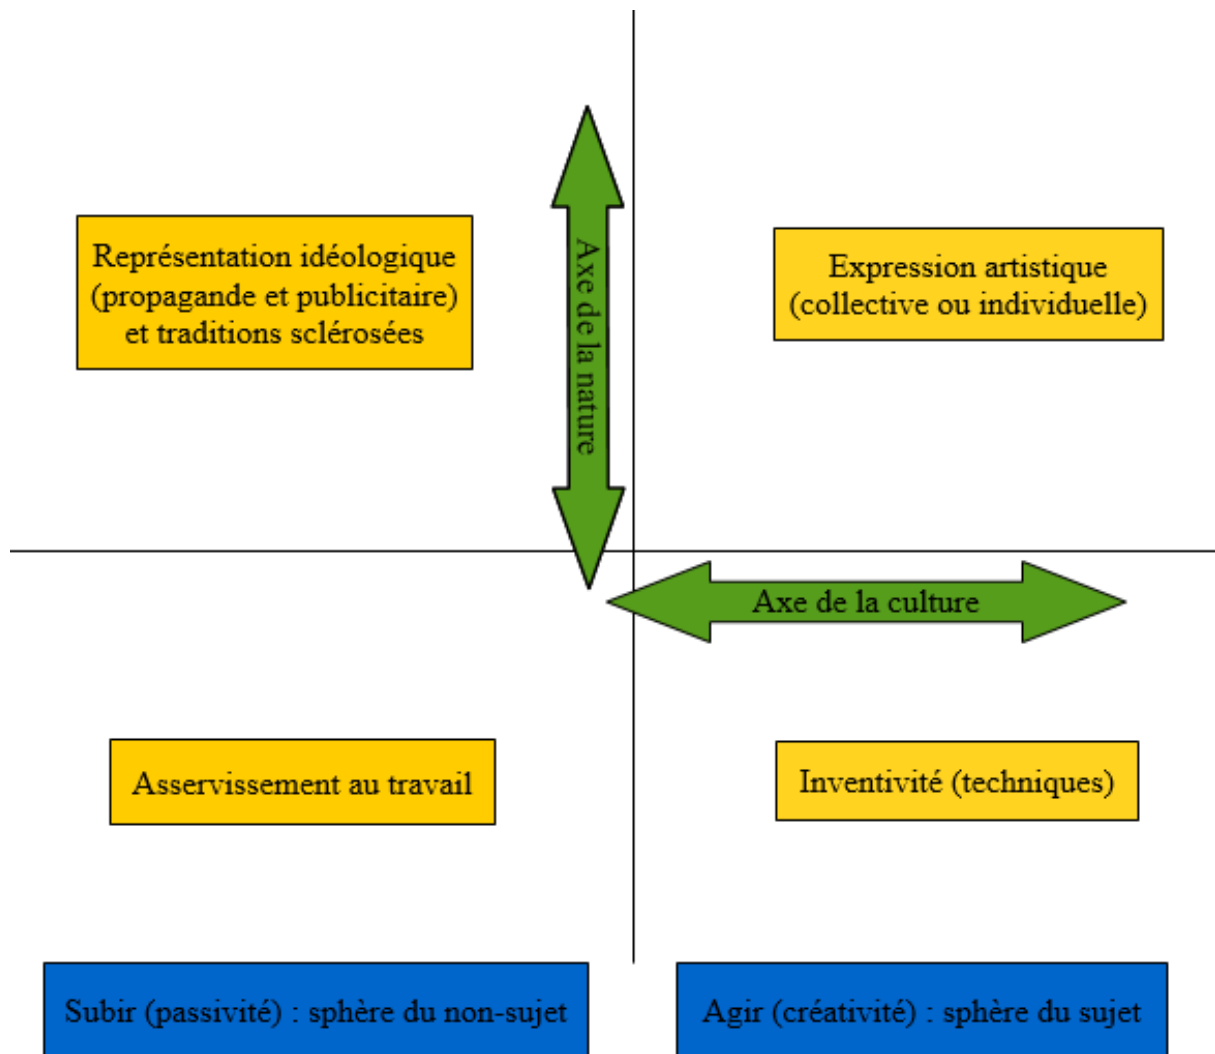 Représentation idéologique
(propagande et publicitaire)
et traditions sclérosées
Axe de la nature
Expression artistique
(collective ou individuelle)
Axe de la culture
Asservissement au travail
Inventivité (techniques)
Subir (passivité) : sphère du non-sujet
Agir (créativité) : sphère du sujet